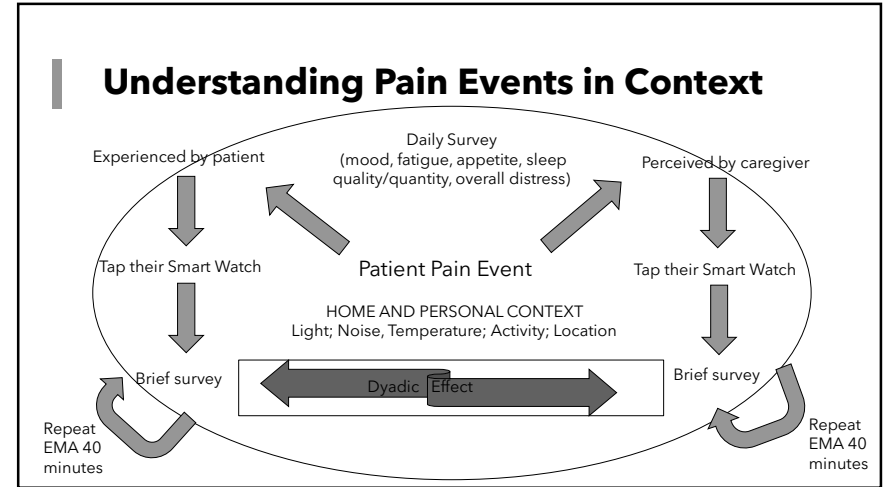 Understanding Pain Events in Context
Daily Survey
(mood, fatigue, appetite, sleep
quality/quantity, overall distress)
Experienced by patient
Perceived by caregiver
Tap their Smart Watch
Patient Pain Event
Tap their Smart Watch
HOME AND PERSONAL CONTEXT
Light; Noise, Temperature; Activity; Location
Brief survey
Dyadic Effect
Brief survey
Repeat
EMA 40
minutes
Repeat
EMA 40
minutes